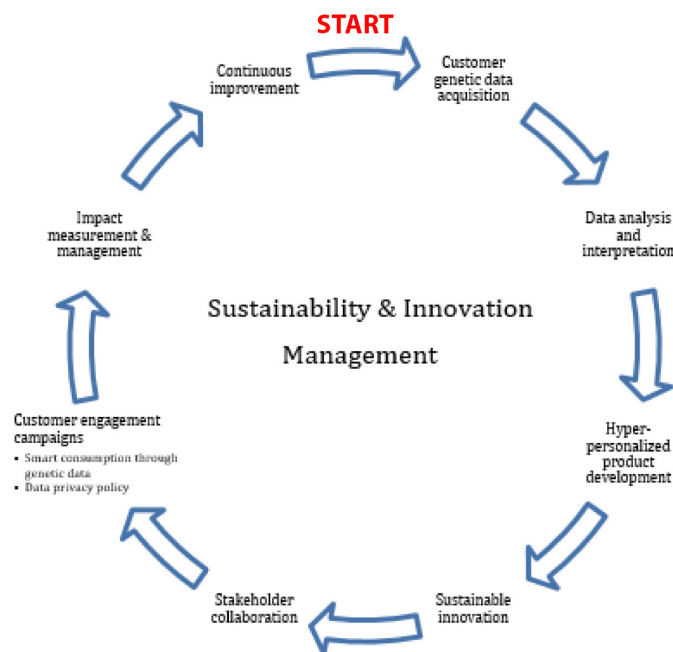 START
Customer
genetic data
acquisition
Data analysis
and
interpretation
Hyper-
personalized
product
development
Sustainable
innovation
Stakeholder
collaboration
Customer engagement
campaigns
• Smart consumption through
genetic data
• Data privacy policy
Impact
measurement &
management
Continuous
improvement
Sustainability & Innovation
Management